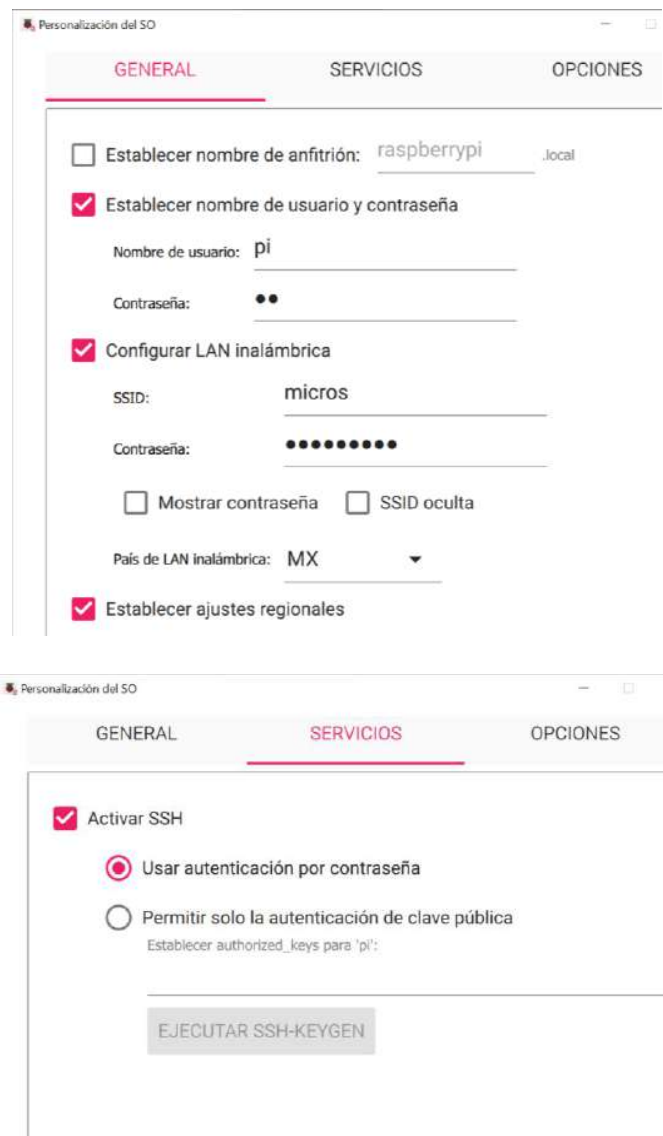 Personalización del SO
GENERAL SERVICIOS OPCIONES
Establecer nombre de anfitrión: raspberrypi .local
Establecer nombre de usuario y contraseña
Nombre de usuario: pi
Contraseña: ••
Configurar LAN inalámbrica
SSID: micros
Contraseña: •••••••••
Mostrar contraseña SSID oculta
País de LAN inalámbrica: MX
Establecer ajustes regionales
Personalización del SO
GENERAL SERVICIOS OPCIONES
Activar SSH
Usar autenticación por contraseña
Permitir solo la autenticación de clave pública
Establecer authorized_keys para 'pi':
EJECUTAR SSH-KEYGEN